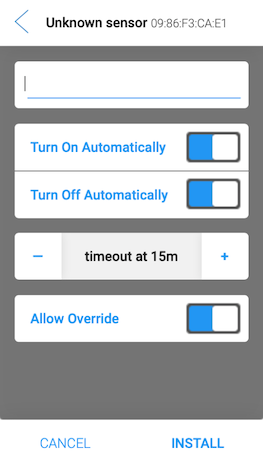 Unknown sensor 09:86:F3:CA:E1
Turn On Automatically
Turn Off Automatically
– timeout at 15m +
Allow Override
CANCEL INSTALL